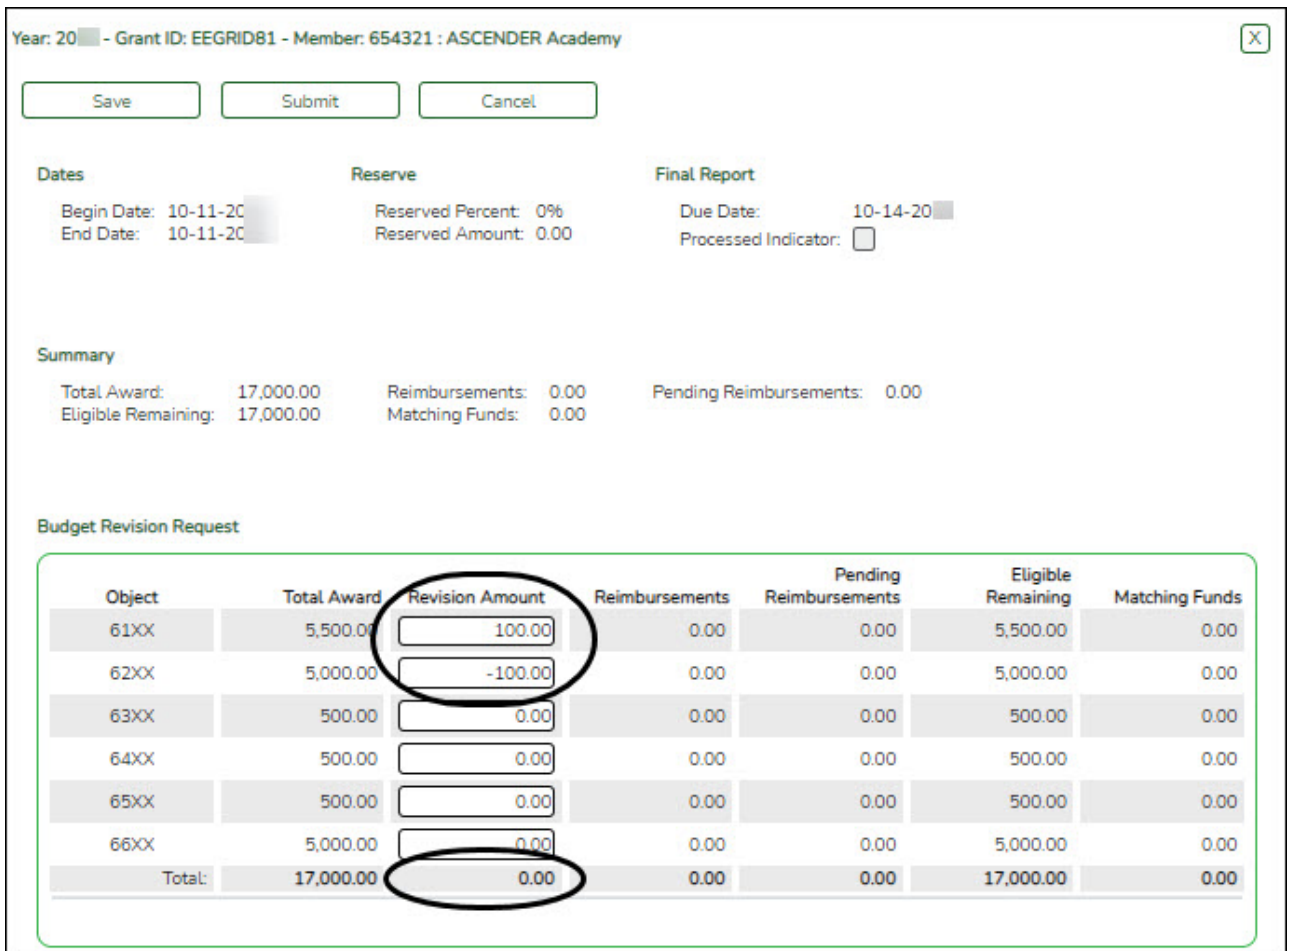 Year: 20 - Grant ID: EEGRID81 - Member: 654321 : ASCENDER Academy X
Save Submit Cancel
Dates Reserve Final Report
Begin Date: 10-11-20 Reserved Percent: 0% Due Date: 10-14-20
End Date: 10-11-20 Reserved Amount: 0.00 Processed Indicator:
Summary
Total Award: 17,000.00 Reimbursements: 0.00 Pending Reimbursements: 0.00
Eligible Remaining: 17,000.00 Matching Funds: 0.00
Budget Revision Request
Pending Eligible
Object Total Award Revision Amount Reimbursements Reimbursements Remaining Matching Funds
61XX 5,500.00 100.00 0.00 0.00 5,500.00 0.00
62XX 5,000.00 -100.00 0.00 0.00 5,000.00 0.00
63XX 500.00 0.00 0.00 0.00 500.00 0.00
64XX 500.00 0.00 0.00 0.00 500.00 0.00
65XX 500.00 0.00 0.00 0.00 500.00 0.00
66XX 5,000.00 0.00 0.00 0.00 5,000.00 0.00
Total: 17,000.00 0.00 0.00 0.00 17,000.00 0.00